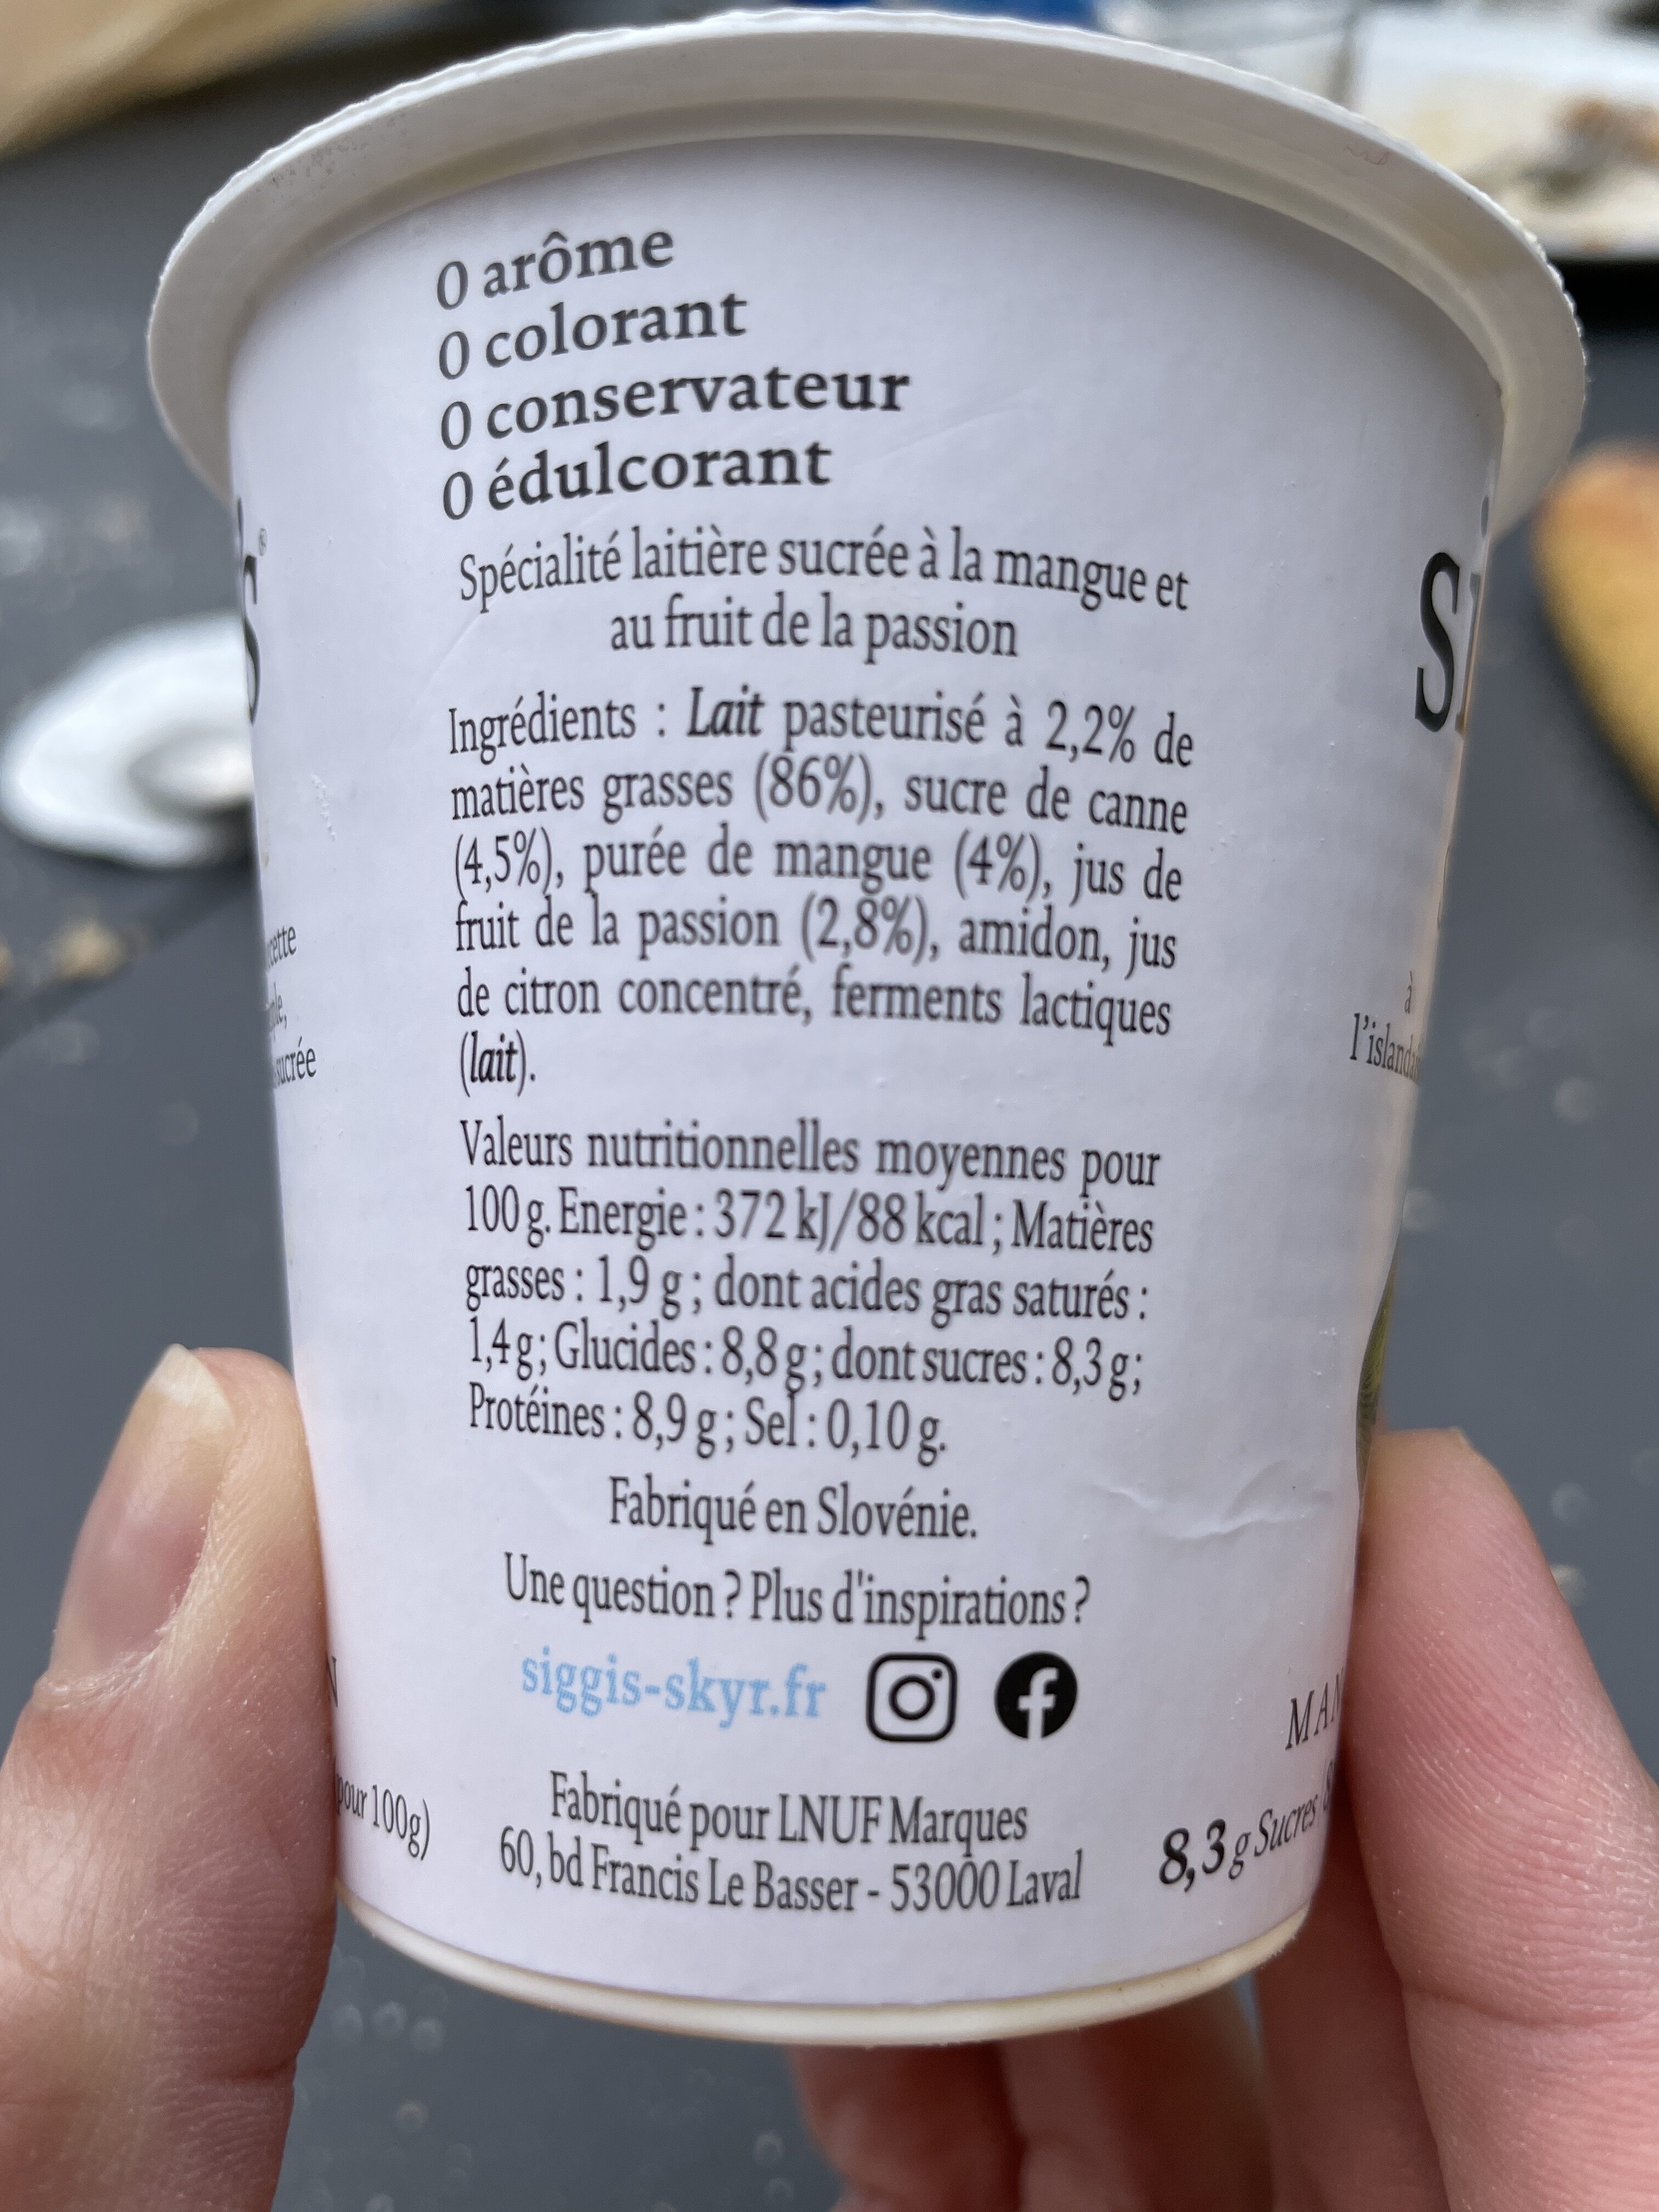 0 arôme
0 colorant
0 conservateur
0 édulcorant
Spécialité laitière sucrée à la mangue et
au fruit de la passion
Ingrédients : Lait pasteurisé à 2,2% de
matières grasses (86%), sucre de canne
(4,5%), purée de mangue (4%), jus de
fruit de la passion (2,8%), amidon, jus
de citron concentré, ferments lactiques
(lait).
Valeurs nutritionnelles moyennes pour
100 g. Energie : 372 kJ/88 kcal ; Matières
grasses : 1,9 g ; dont acides gras saturés :
1,4 g ; Glucides : 8,8 g ; dont sucres : 8,3 g ;
Protéines : 8,9 g ; Sel : 0,10 g.
Fabriqué en Slovénie.
Une question ? Plus d'inspirations ?
siggis-skyr.fr
Fabriqué pour LNUF Marques
60, bd Francis Le Basser - 53000 Laval
sucrée
pour 100g)
à
8,3 g Sucres